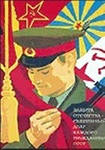 ЗАЩИТА
ОТЕЧЕСТВА -
СВЯЩЕННЫЙ
ДОЛГ
КАЖДОГО
ГРАЖДАНИНА
СССР